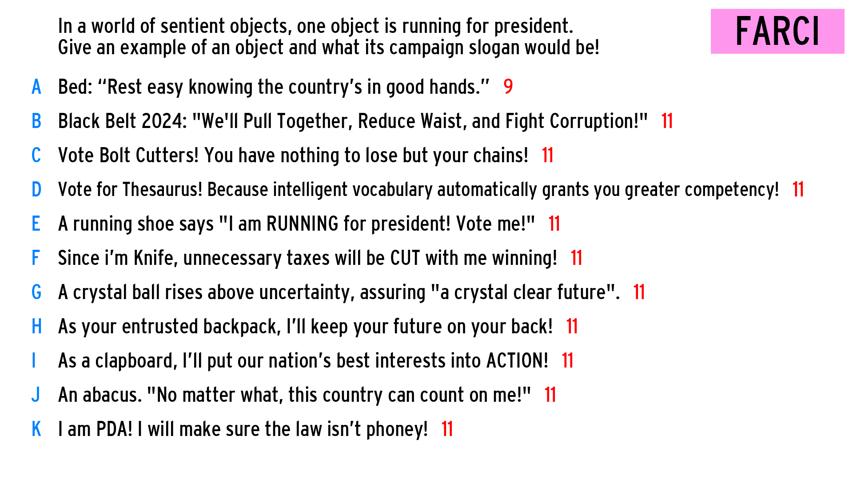 In a world of sentient objects, one object is running for president.
Give an example of an object and what its campaign slogan would be!
FARCI
A Bed: “Rest easy knowing the country’s in good hands.” 9
B Black Belt 2024: "We'll Pull Together, Reduce Waist, and Fight Corruption!" 11
C Vote Bolt Cutters! You have nothing to lose but your chains! 11
D Vote for Thesaurus! Because intelligent vocabulary automatically grants you greater competency! 11
E A running shoe says "I am RUNNING for president! Vote me!" 11
F Since i’m Knife, unnecessary taxes will be CUT with me winning! 11
G A crystal ball rises above uncertainty, assuring "a crystal clear future". 11
H As your entrusted backpack, I’ll keep your future on your back! 11
I As a clapboard, I’ll put our nation’s best interests into ACTION! 11
J An abacus. "No matter what, this country can count on me!" 11
K I am PDA! I will make sure the law isn’t phoney! 11